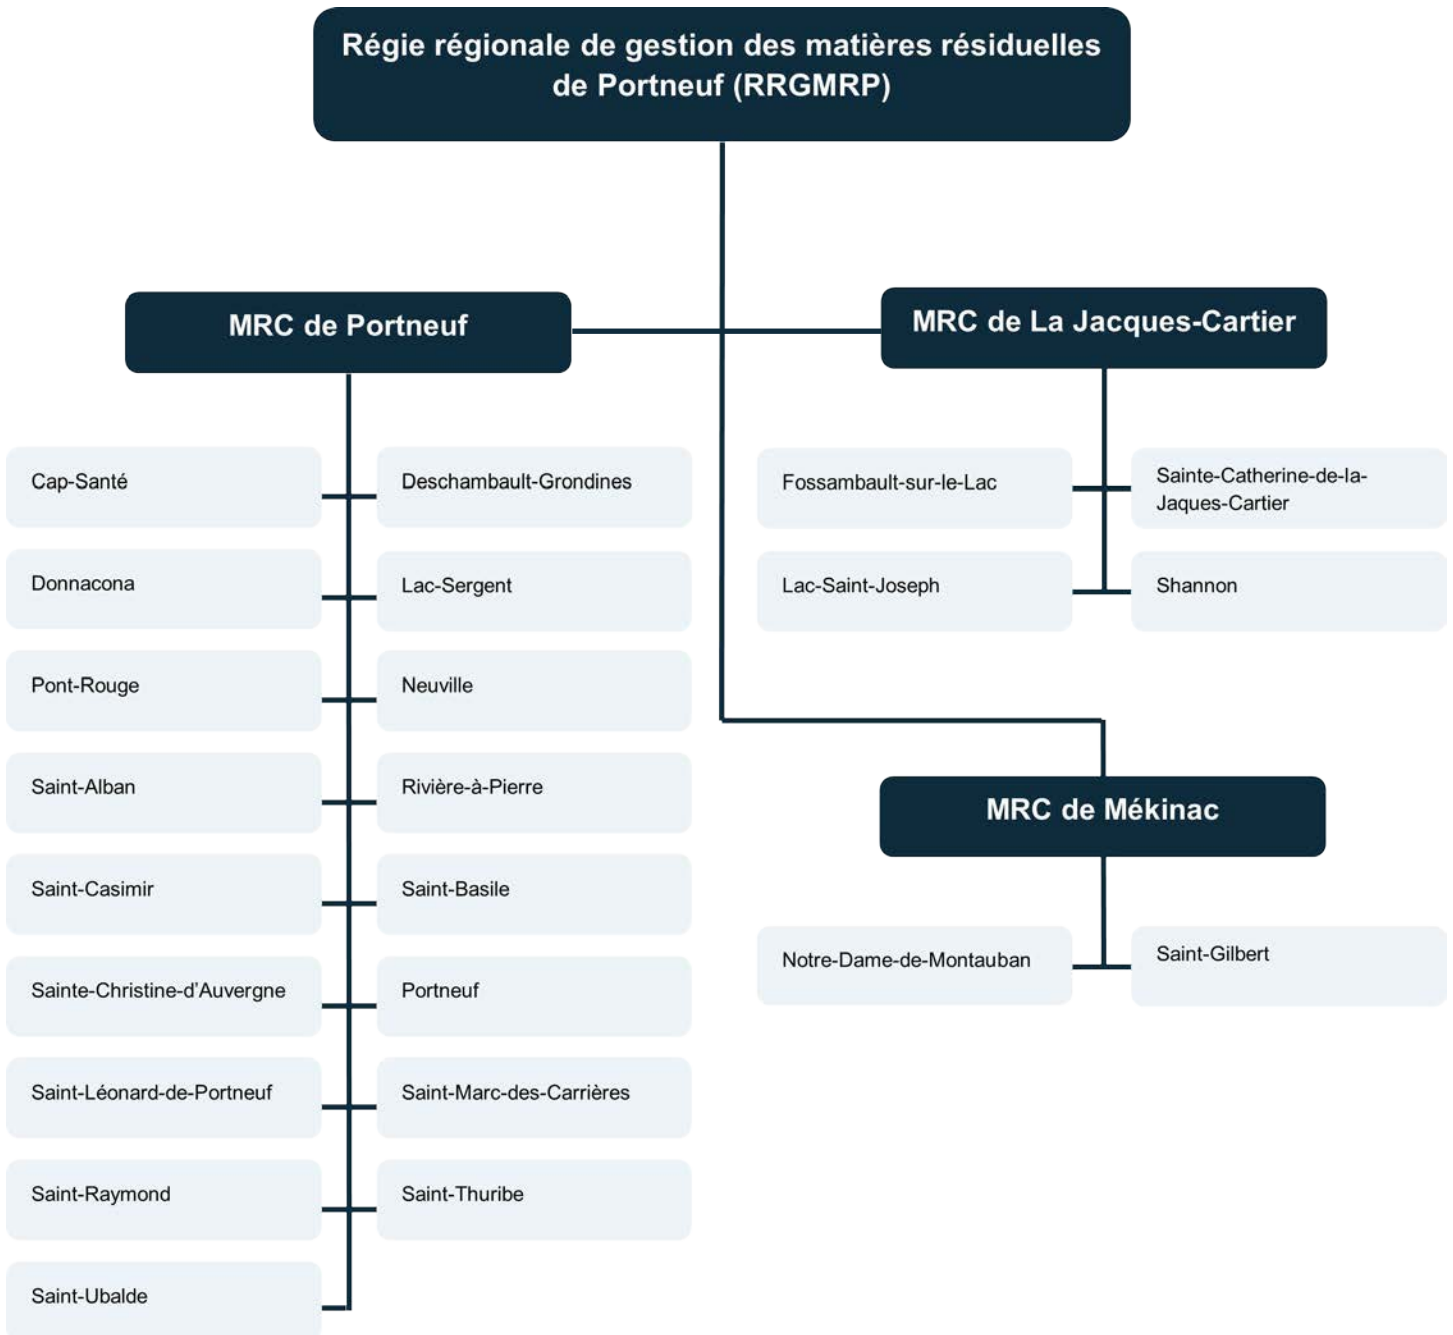 Régie régionale de gestion des matières résiduelles
de Portneuf (RRGMRP)
MRC de Portneuf
Cap-Santé
Deschambault-Grondines
Donnacona
Lac-Sergent
Pont-Rouge
Neuville
Saint-Alban
Rivière-à-Pierre
Saint-Casimir
Saint-Basile
Sainte-Christine-d’Auvergne
Portneuf
Saint-Léonard-de-Portneuf
Saint-Marc-des-Carrières
Saint-Raymond
Saint-Thuribe
Saint-Ubalde
MRC de La Jacques-Cartier
Fossambault-sur-le-Lac
Sainte-Catherine-de-la-
Jaques-Cartier
Lac-Saint-Joseph
Shannon
MRC de Mékinac
Notre-Dame-de-Montauban
Saint-Gilbert